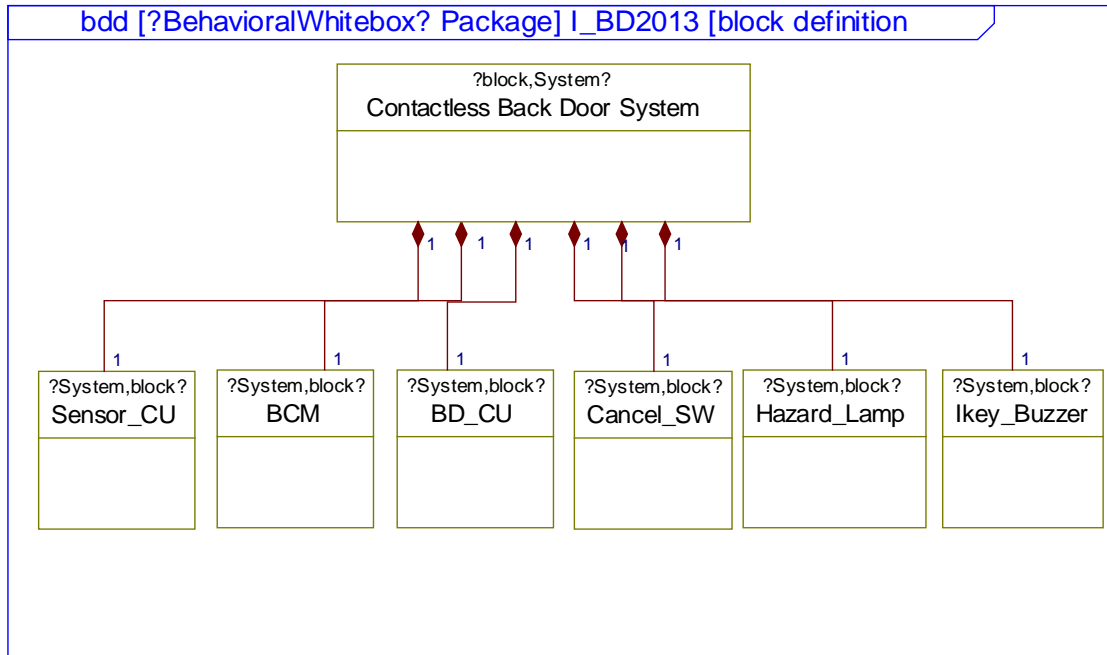 bdd [?BehavioralWhitebox? Package] I_BD2013 [block definition
?block,System?
Contactless Back Door System
1 1 1 1 1 1
1 1 1 1 1 1
?System,block? ?System,block? ?System,block? ?System,block? ?System,block? ?System,block?
Sensor_CU BCM BD_CU Cancel_SW Hazard_Lamp Ikey_Buzzer